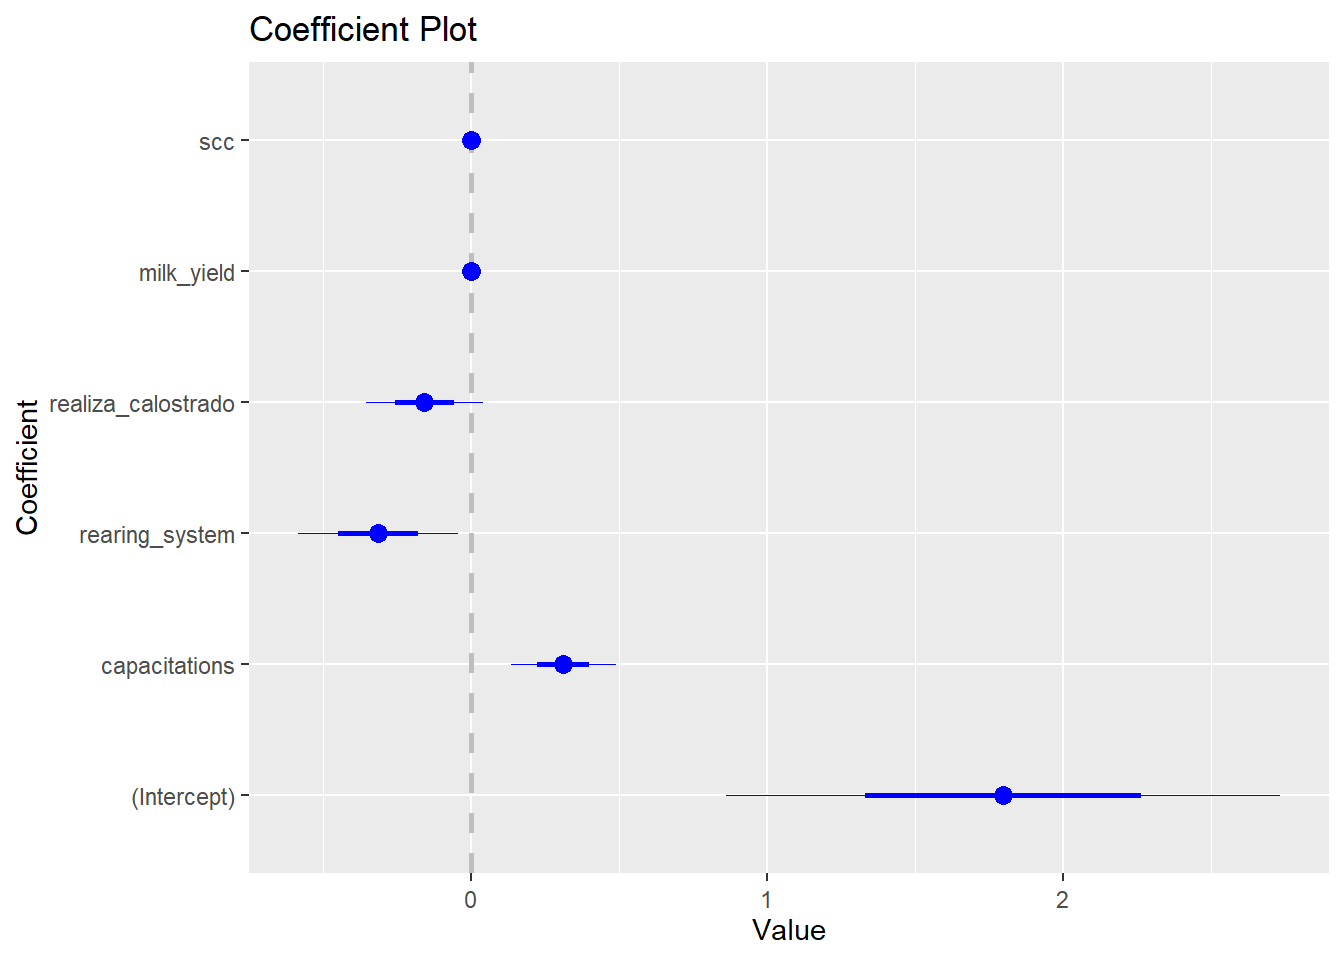 Coefficient Plot
scc
milk_yield
realiza_calostrado
rearing_system
capacitations
(Intercept)
Coefficient
0 1 2
Value